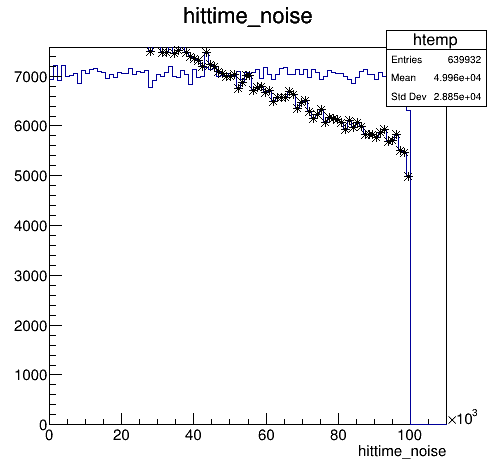 hittime_noise
htemp
Entries 639932
Mean 4.996e+04
Std Dev 2.885e+04
7000
6000
5000
4000
3000
2000
1000
0
0 20 40 60 80 100 ×10³
hittime_noise